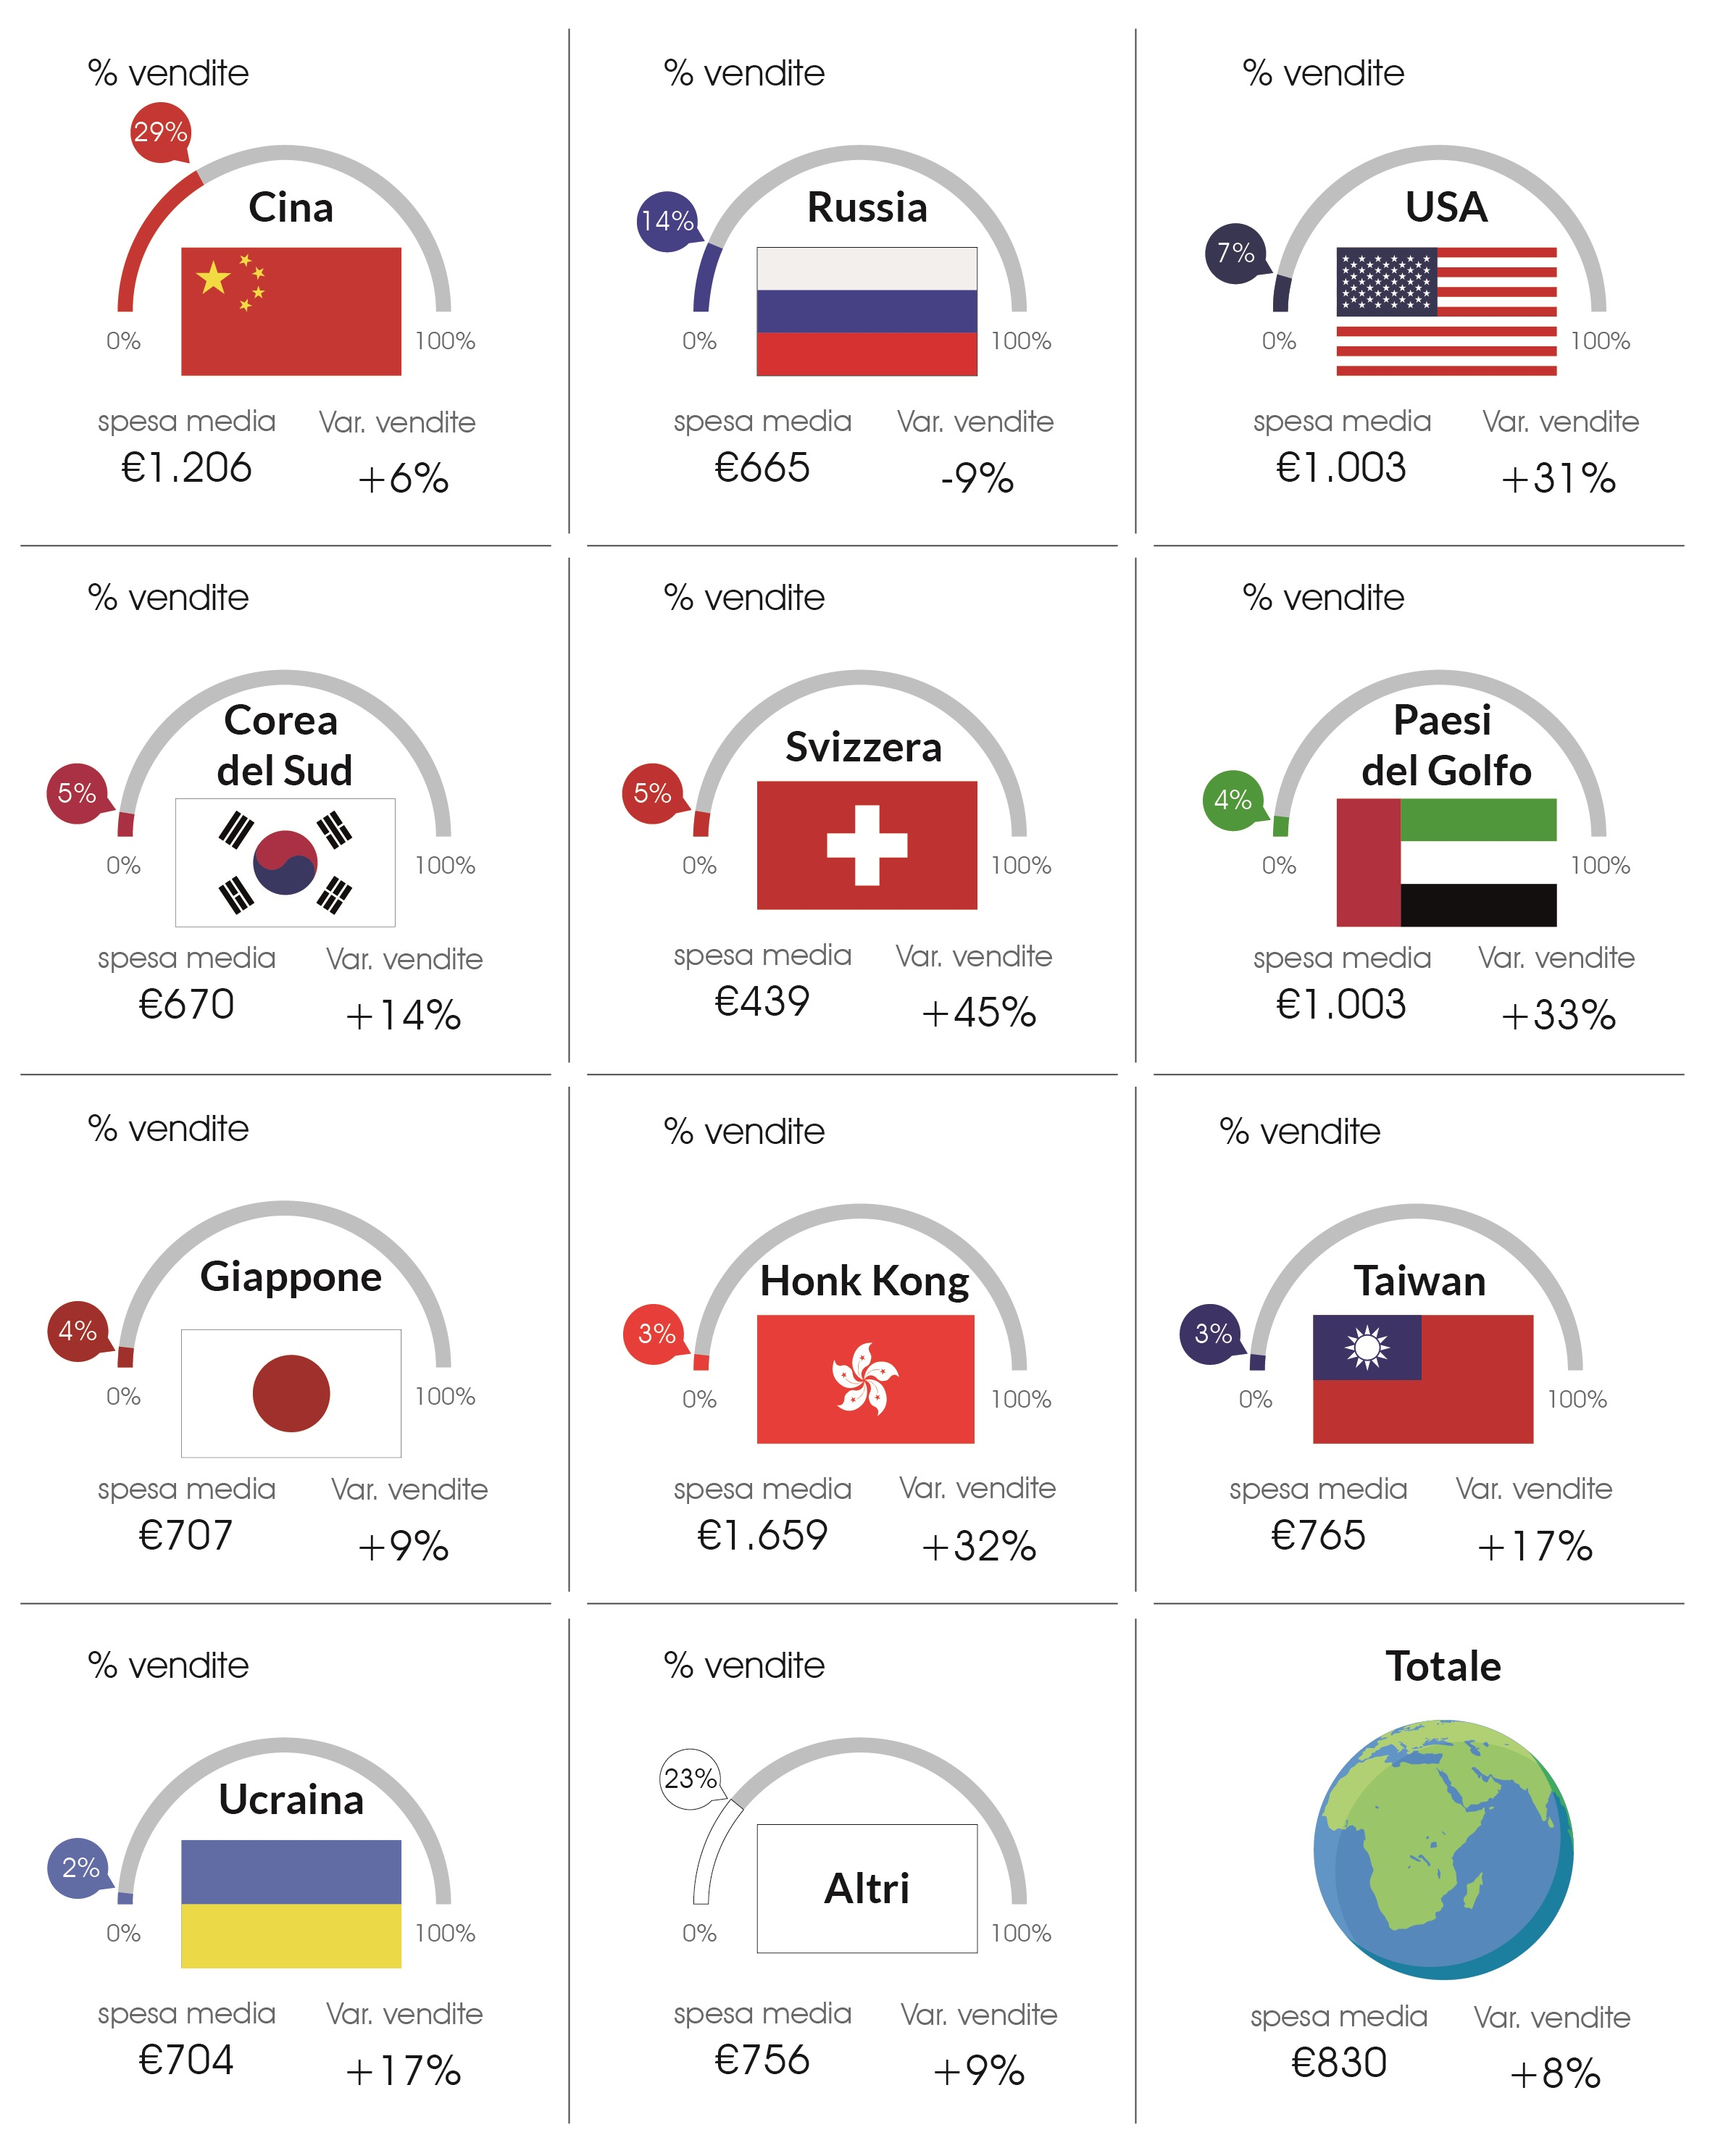 % vendite
29%
Cina
0%
100%
spesa media
Var. vendite
€1.206
+6%
% vendite
14%
Russia
0%
100%
spesa media
Var. vendite
€665
-9%
% vendite
7%
USA
0%
100%
spesa media
Var. vendite
€1.003
+31%
% vendite
Corea
del Sud
5%
0%
100%
spesa media
Var. vendite
€670
+14%
% vendite
Svizzera
5%
0%
100%
spesa media
Var. vendite
€439
+45%
% vendite
Paesi
del Golfo
4%
0%
100%
spesa media
Var. vendite
€1.003
+33%
% vendite
Giappone
4%
0%
100%
spesa media
Var. vendite
€707
+9%
% vendite
Honk Kong
3%
0%
100%
spesa media
Var. vendite
€1.659
+32%
% vendite
Taiwan
3%
0%
100%
spesa media
Var. vendite
€765
+17%
% vendite
Ucraina
2%
0%
100%
spesa media
Var. vendite
€704
+17%
% vendite
23%
Altri
0%
100%
spesa media
Var. vendite
€756
+9%
Totale
spesa media
Var. vendite
€830
+8%